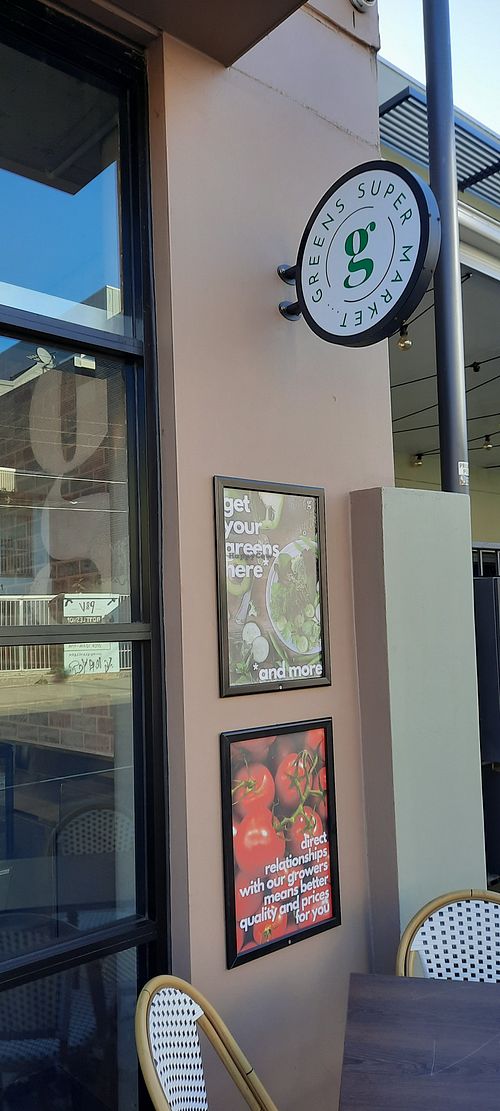 GREENS SUPER MARKET
g
get
your
greens
here*
*and more
direct
relationships
with our growers
means better
quality and prices
for you
g